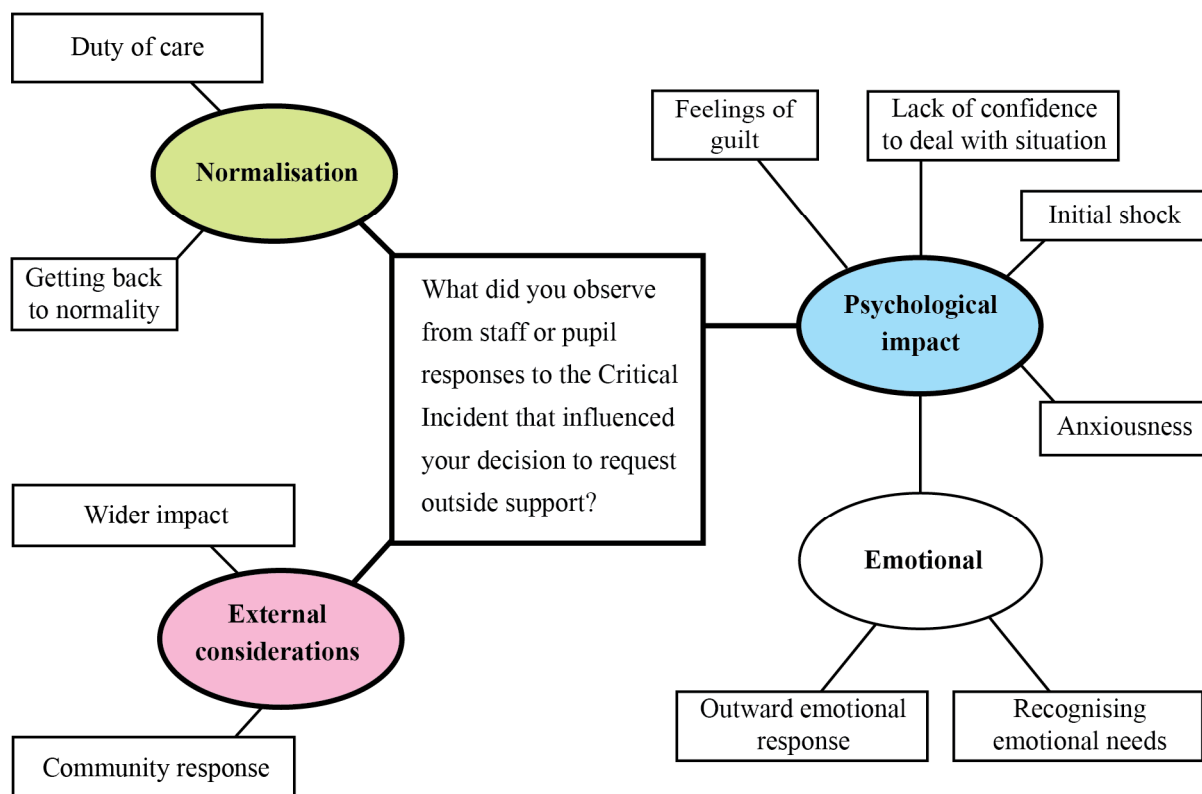 Duty of care
Normalisation
Getting back
to normality
What did you observe
from staff or pupil
responses to the Critical
Incident that influenced
your decision to request
outside support?
Wider impact
External
considerations
Community response
Feelings of
guilt
Lack of confidence
to deal with situation
Initial shock
Psychological
impact
Anxiousness
Emotional
Outward emotional
response
Recognising
emotional needs